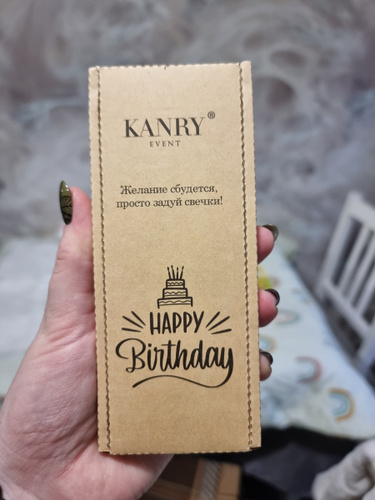 KANRY®
EVENT
Желание сбудется,
просто задуй свечки!
HAPPY
Birthday